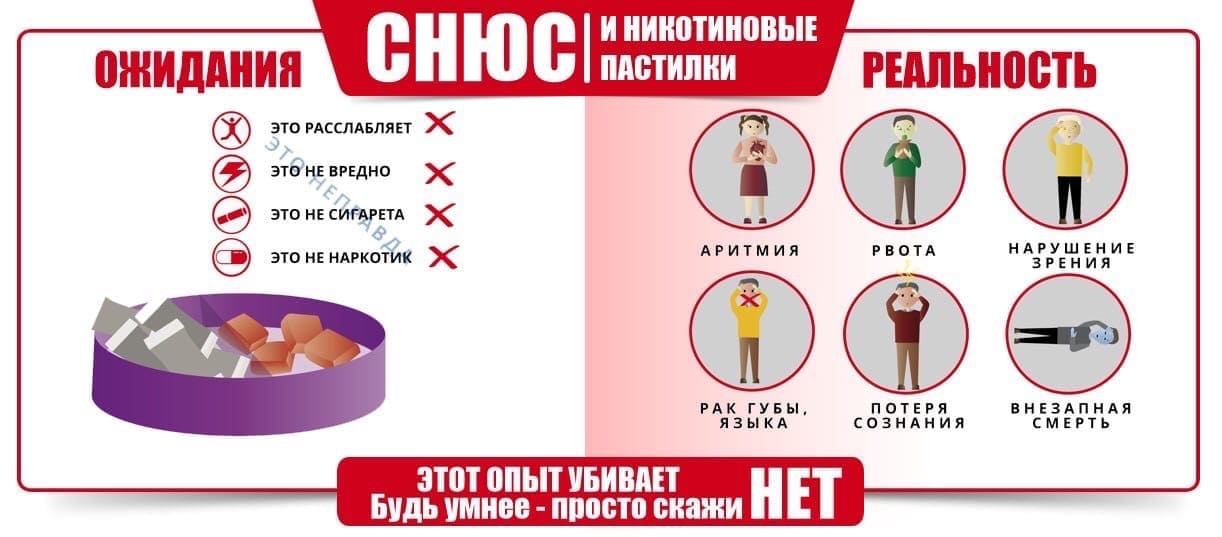 СНЮС
И НИКОТИНОВЫЕ
ПАСТИЛКИ
ОЖИДАНИЯ
ЭТО РАССЛАБЛЯЕТ
ЭТО НЕ ВРЕДНО
ЭТО НЕ СИГАРЕТА
ЭТО НЕ НАРКОТИК
ЭТО НЕПРАВДА
РЕАЛЬНОСТЬ
АРИТМИЯ
РВОТА
НАРУШЕНИЕ
ЗРЕНИЯ
РАК ГУБЫ,
ЯЗЫКА
ПОТЕРЯ
СОЗНАНИЯ
ВНЕЗАПНАЯ
СМЕРТЬ
ЭТОТ ОПЫТ УБИВАЕТ
Будь умнее - просто скажи НЕТ